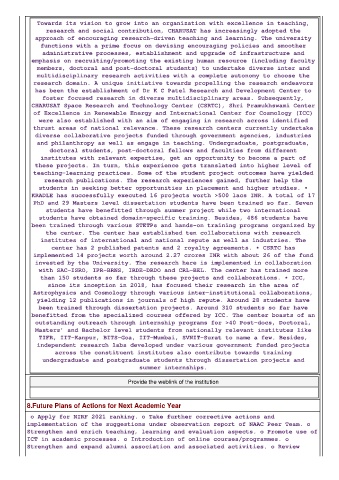 Towards its vision to grow into an organization with excellence in teaching,
research and social contribution, CHARUSAT has increasingly adopted the
approach of encouraging research-driven teaching and learning. The university
functions with a prime focus on devising encouraging policies and smoother
administrative processes, establishment and upgrade of infrastructure and
emphasis on recruiting/promoting the existing human resource (including faculty
members, doctoral and post-doctoral students) to undertake diverse inter and
multidisciplinary research activities with a complete autonomy to choose the
research domain. A unique initiative towards propelling the research endeavors
has been the establishment of Dr K C Patel Research and Development Center to
foster focused research in diverse multidisciplinary areas. Subsequently,
CHARUSAT Space Research and Technology Center (CSRTC), Shri Pramukhswami Center
of Excellence in Renewable Energy and International Center for Cosmology (ICC)
were also established with an aim of engaging in research across identified
thrust areas of national relevance. These research centers currently undertake
diverse collaborative projects funded through government agencies, industries
and philanthropy as well as engage in teaching. Undergraduate, postgraduate,
doctoral students, post-doctoral fellows and faculties from different
institutes with relevant expertise, get an opportunity to become a part of
these projects. In turn, this experience gets translated into higher level of
teaching-learning practices. Some of the student project outcomes have yielded
research publications. The research experiences gained, further help the
students in seeking better opportunities in placement and higher studies. •
KRADLE has successfully executed 16 projects worth >500 lacs INR. A total of 17
PhD and 29 Masters level dissertation students have been trained so far. Seven
students have benefitted through summer project while two international
students have obtained domain-specific training. Besides, 458 students have
been trained through various STTPs and hands-on training programs organized by
the center. The center has established ten collaborations with research
institutes of international and national repute as well as industries. The
center has 2 published patents and 2 royalty agreements. • CSRTC has
implemented 14 projects worth around 2.27 crores INR with about 26 of the fund
invested by the University. The research here is implemented in collaboration
with SAC-ISRO, IPR-BRNS, IRDE-DRDO and CRL-BEL. The center has trained more
than 150 students so far through these projects and collaborations. • ICC,
since its inception in 2018, has focused their research in the area of
Astrophysics and Cosmology through various inter-institutional collaborations
yielding 12 publications in journals of high repute. Around 28 students have
been trained through dissertation projects. Around 310 students so far have
benefitted from the specialized courses offered by ICC. The center boasts of an
outstanding outreach through internship programs for >40 Post-docs, Doctoral,
Masters' and Bachelor level students from nationally relevant institutes like
TIFR, IIT-Kanpur, BITS-Goa, IIT-Mumbai, SVNIT-Surat to name a few. Besides,
independent research labs developed under various government funded projects
across the constituent institutes also contribute towards training
undergraduate and postgraduate students through dissertation projects and
summer internships.
Provide the weblink of the institution
8.Future Plans of Actions for Next Academic Year
o Apply for NIRF 2021 ranking. o Take further corrective actions and
implementation of the suggestions under observation report of NAAC Peer Team. o
Strengthen and enrich teaching, learning and evaluation aspects. o Promote use of
ICT in academic processes. o Introduction of online courses/programmes. o
Strengthen and expand alumni association and associated activities. o Review